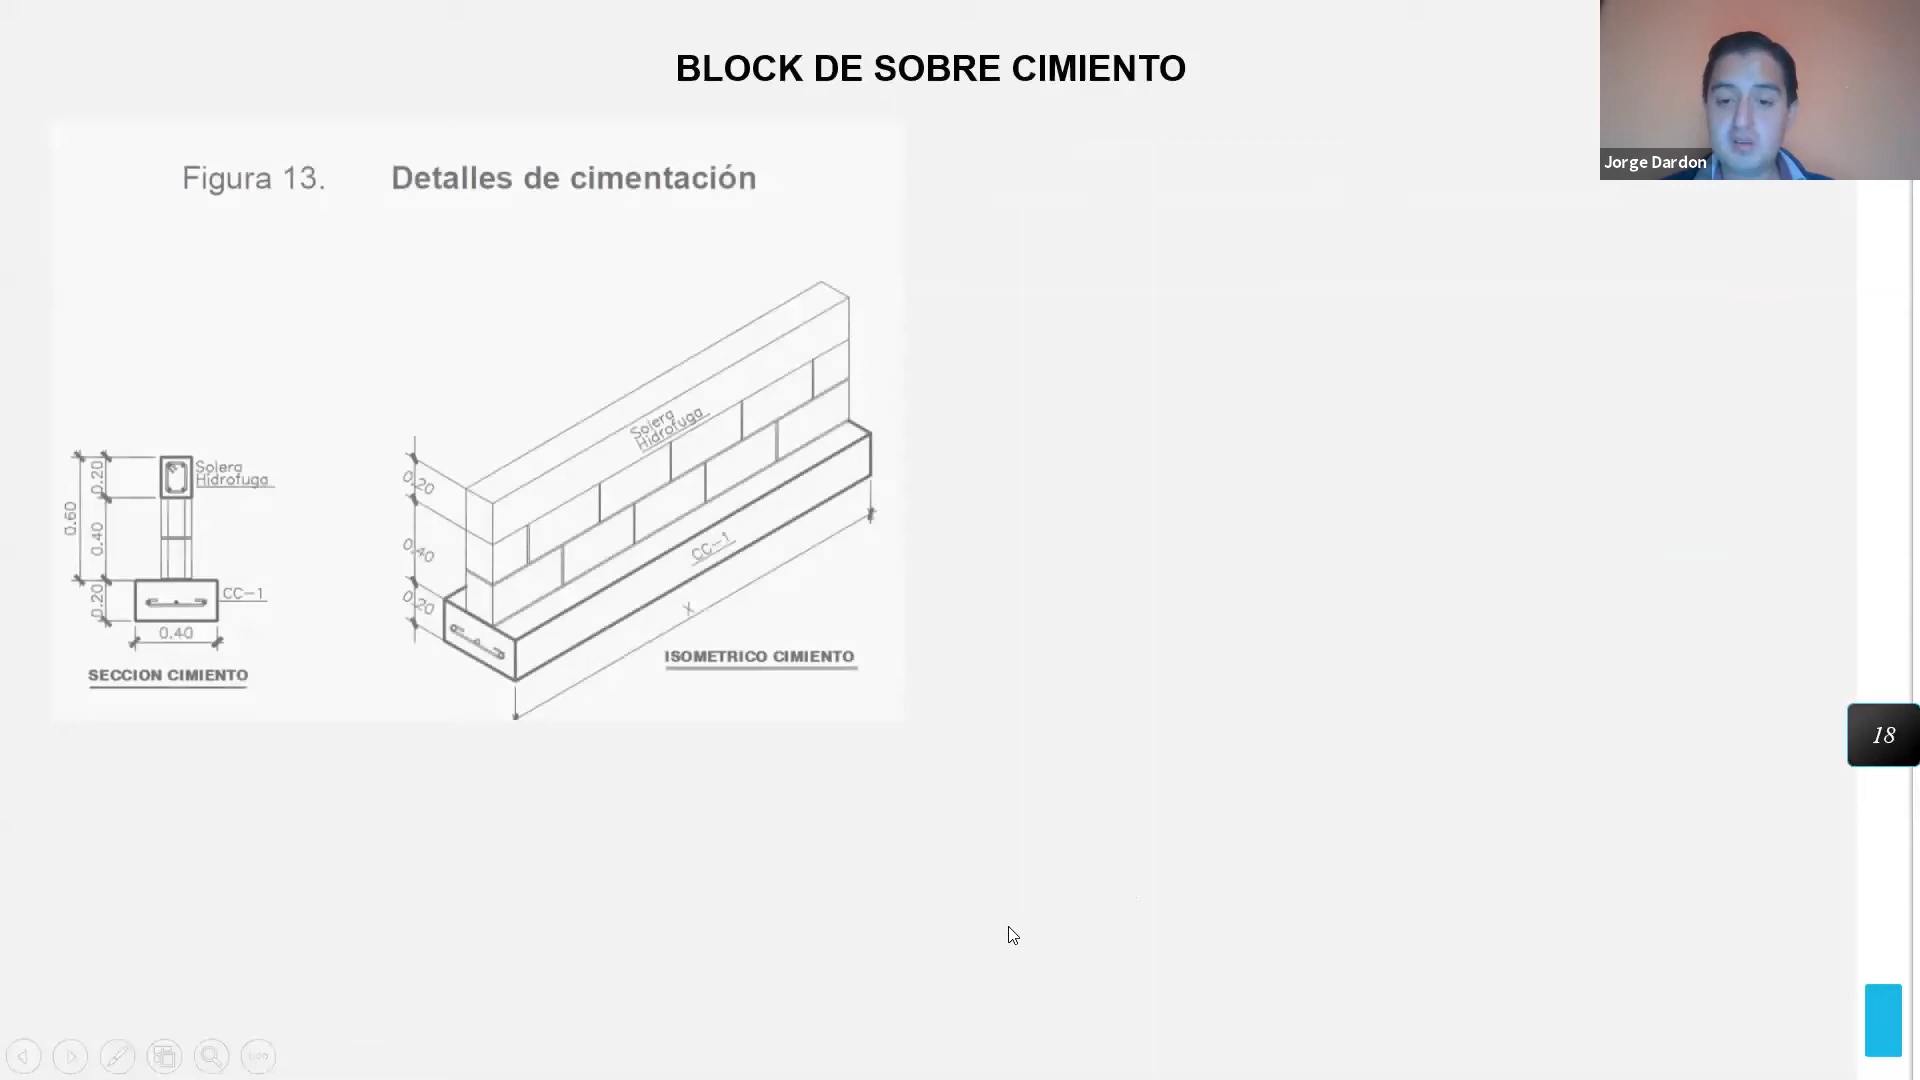 BLOCK DE SOBRE CIMIENTO
Jorge Dardon
Figura 13. Detalles de cimentación
0.20
0.60
0.40
0.20
Solera
Hidrofuga
CC-1
0.40
SECCION CIMIENTO
0.20
0.40
0.20
Solera
Hidrofuga
CC-1
X
ISOMETRICO CIMIENTO
18